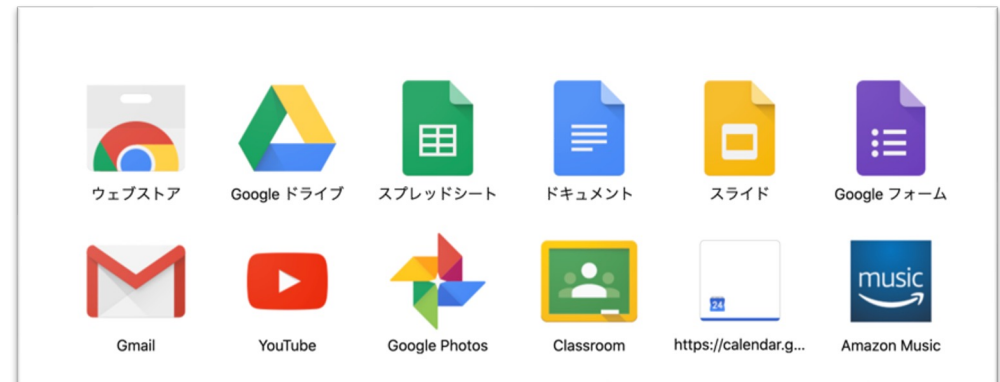 ウェブストア
Google ドライブ
スプレッドシート
ドキュメント
スライド
Google フォーム
24
music
Gmail
YouTube
Google Photos
Classroom
https://calendar.g...
Amazon Music